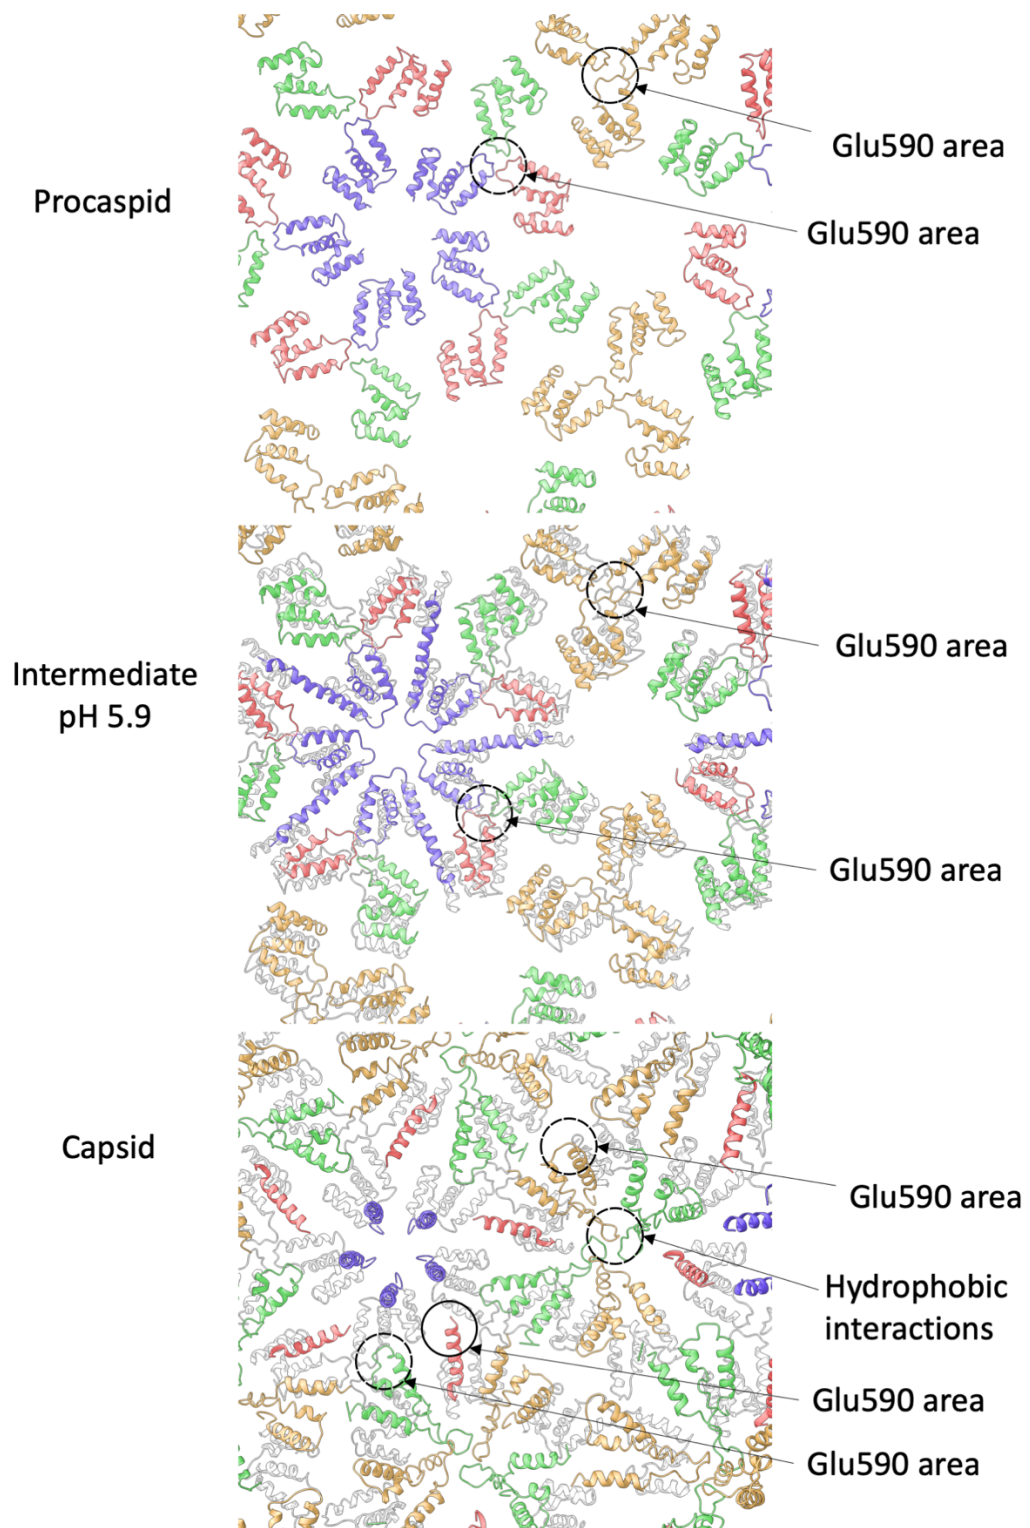 Glu590 area
Procaspid
Glu590 area
Glu590 area
Intermediate
pH 5.9
Glu590 area
Capsid
Glu590 area
Hydrophobic
interactions
Glu590 area
Glu590 area